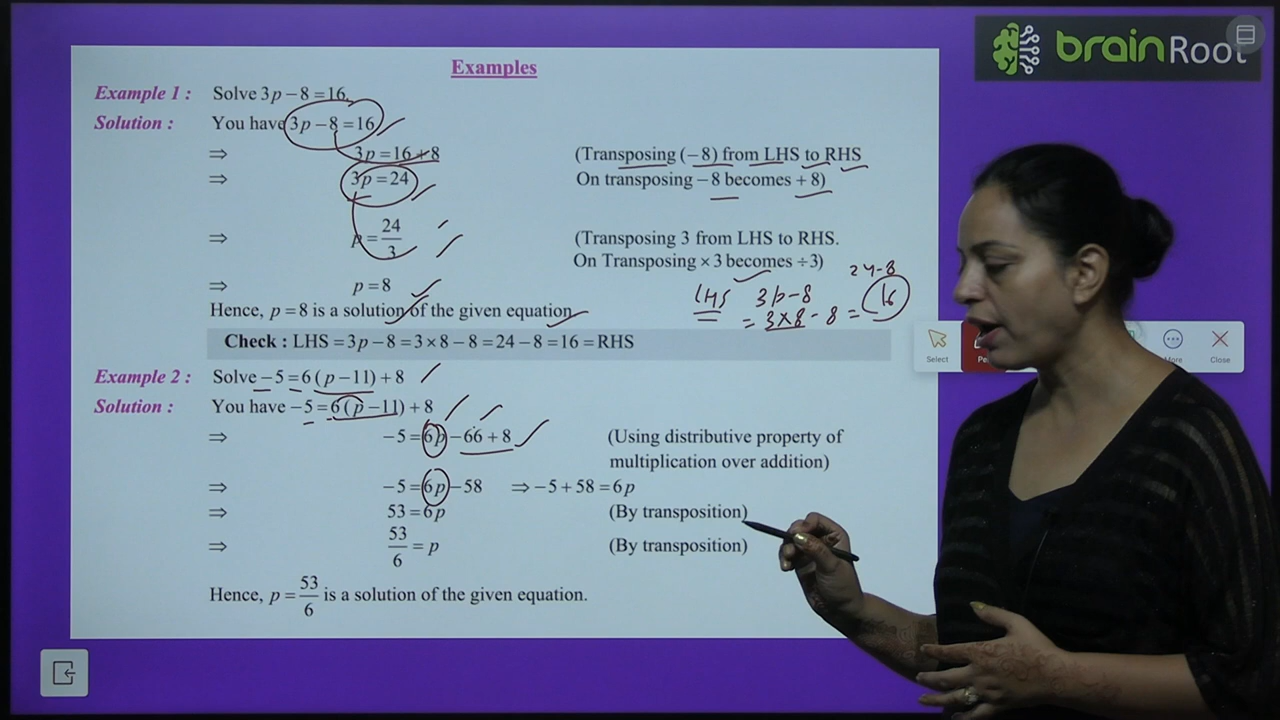 brainRoot
Examples
Example 1 : Solve 3p – 8 = 16.
Solution : You have 3p – 8 = 16
⇒ 3p = 16 + 8 (Transposing (– 8) from LHS to RHS
⇒ 3p = 24 On transposing – 8 becomes + 8)
⇒ p = 24/3 (Transposing 3 from LHS to RHS.
On Transposing × 3 becomes ÷ 3)
⇒ p = 8
24-8
LHS 3p-8
= 3×8 - 8 = 16
Hence, p = 8 is a solution of the given equation
Check : LHS = 3p – 8 = 3 × 8 – 8 = 24 – 8 = 16 = RHS
Select
More
Close
Example 2 : Solve – 5 = 6 ( p – 11) + 8
Solution : You have – 5 = 6 ( p – 11) + 8
⇒ – 5 = 6p – 66 + 8 (Using distributive property of
multiplication over addition)
⇒ – 5 = 6p – 58 ⇒ – 5 + 58 = 6p
⇒ 53 = 6p (By transposition)
⇒ 53/6 = p (By transposition)
Hence, p = 53/6 is a solution of the given equation.